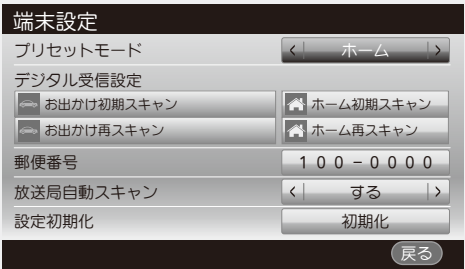 端末設定
プリセットモード ホーム
デジタル受信設定
お出かけ初期スキャン ホーム初期スキャン
お出かけ再スキャン ホーム再スキャン
郵便番号 100-0000
放送局自動スキャン する
設定初期化 初期化
戻る